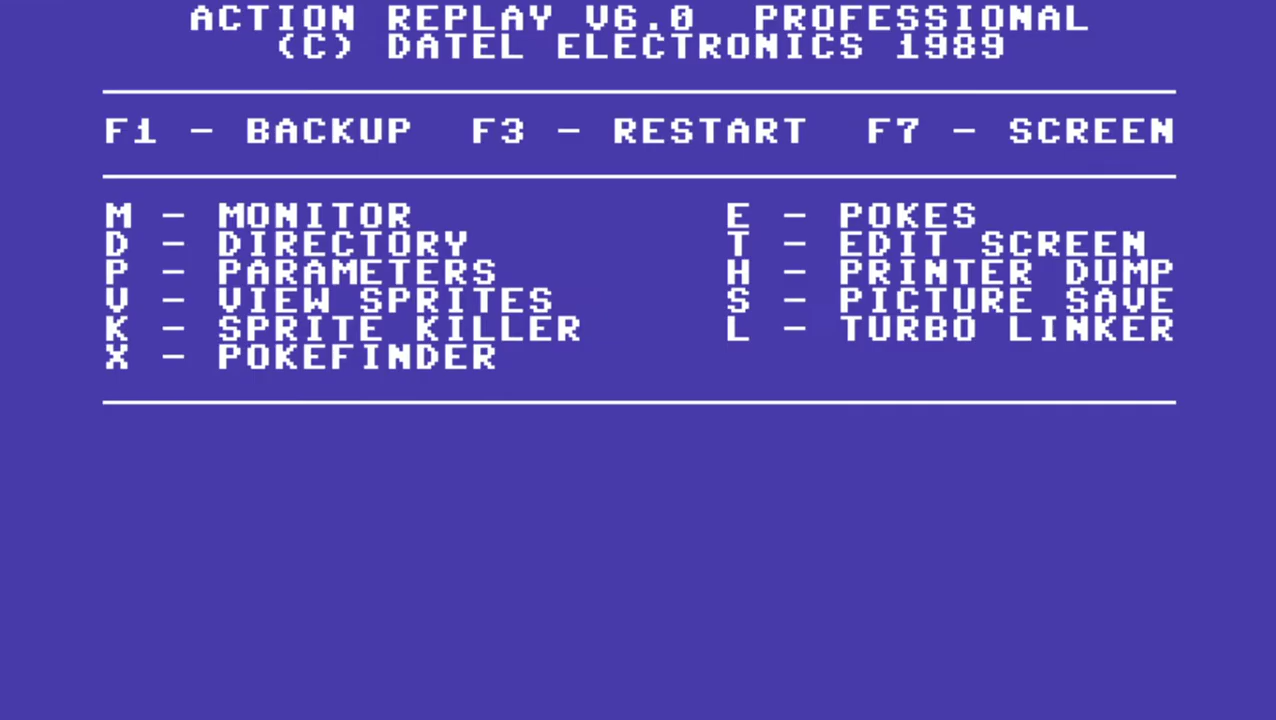 ACTION REPLAY V6.0 PROFESSIONAL
(C) DATEL ELECTRONICS 1989
F1 - BACKUP F3 - RESTART F7 - SCREEN
M - MONITOR E - POKES
D - DIRECTORY T - EDIT SCREEN
P - PARAMETERS H - PRINTER DUMP
V - VIEW SPRITES S - PICTURE SAVE
K - SPRITE KILLER L - TURBO LINKER
X - POKEFINDER